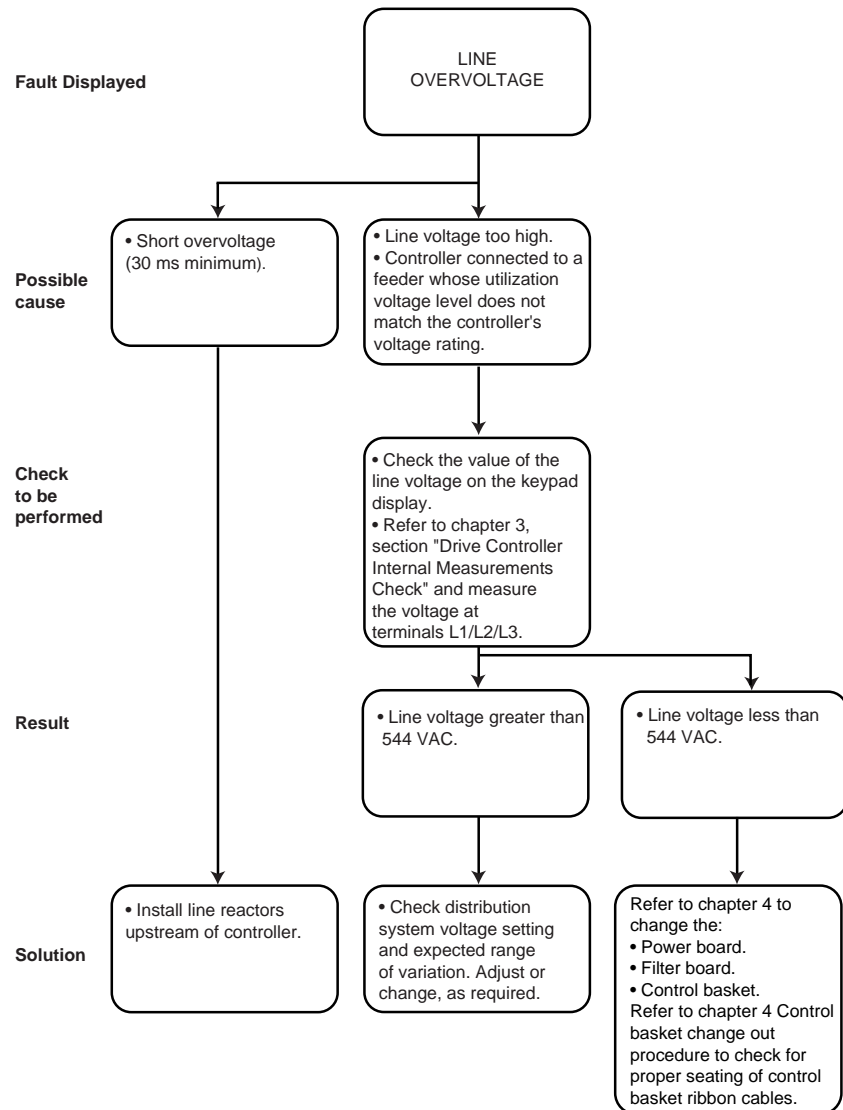 LINE
OVERVOLTAGE
Fault Displayed
• Short overvoltage
(30 ms minimum).
• Line voltage too high.
• Controller connected to a
feeder whose utilization
voltage level does not
match the controller's
voltage rating.
Possible
cause
Check
to be
performed
• Check the value of the
line voltage on the keypad
display.
• Refer to chapter 3,
section "Drive Controller
Internal Measurements
Check" and measure
the voltage at
terminals L1/L2/L3.
Result
• Line voltage greater than
544 VAC.
• Line voltage less than
544 VAC.
Solution
• Install line reactors
upstream of controller.
• Check distribution
system voltage setting
and expected range
of variation. Adjust or
change, as required.
Refer to chapter 4 to
change the:
• Power board.
• Filter board.
• Control basket.
Refer to chapter 4 Control
basket change out
procedure to check for
proper seating of control
basket ribbon cables.